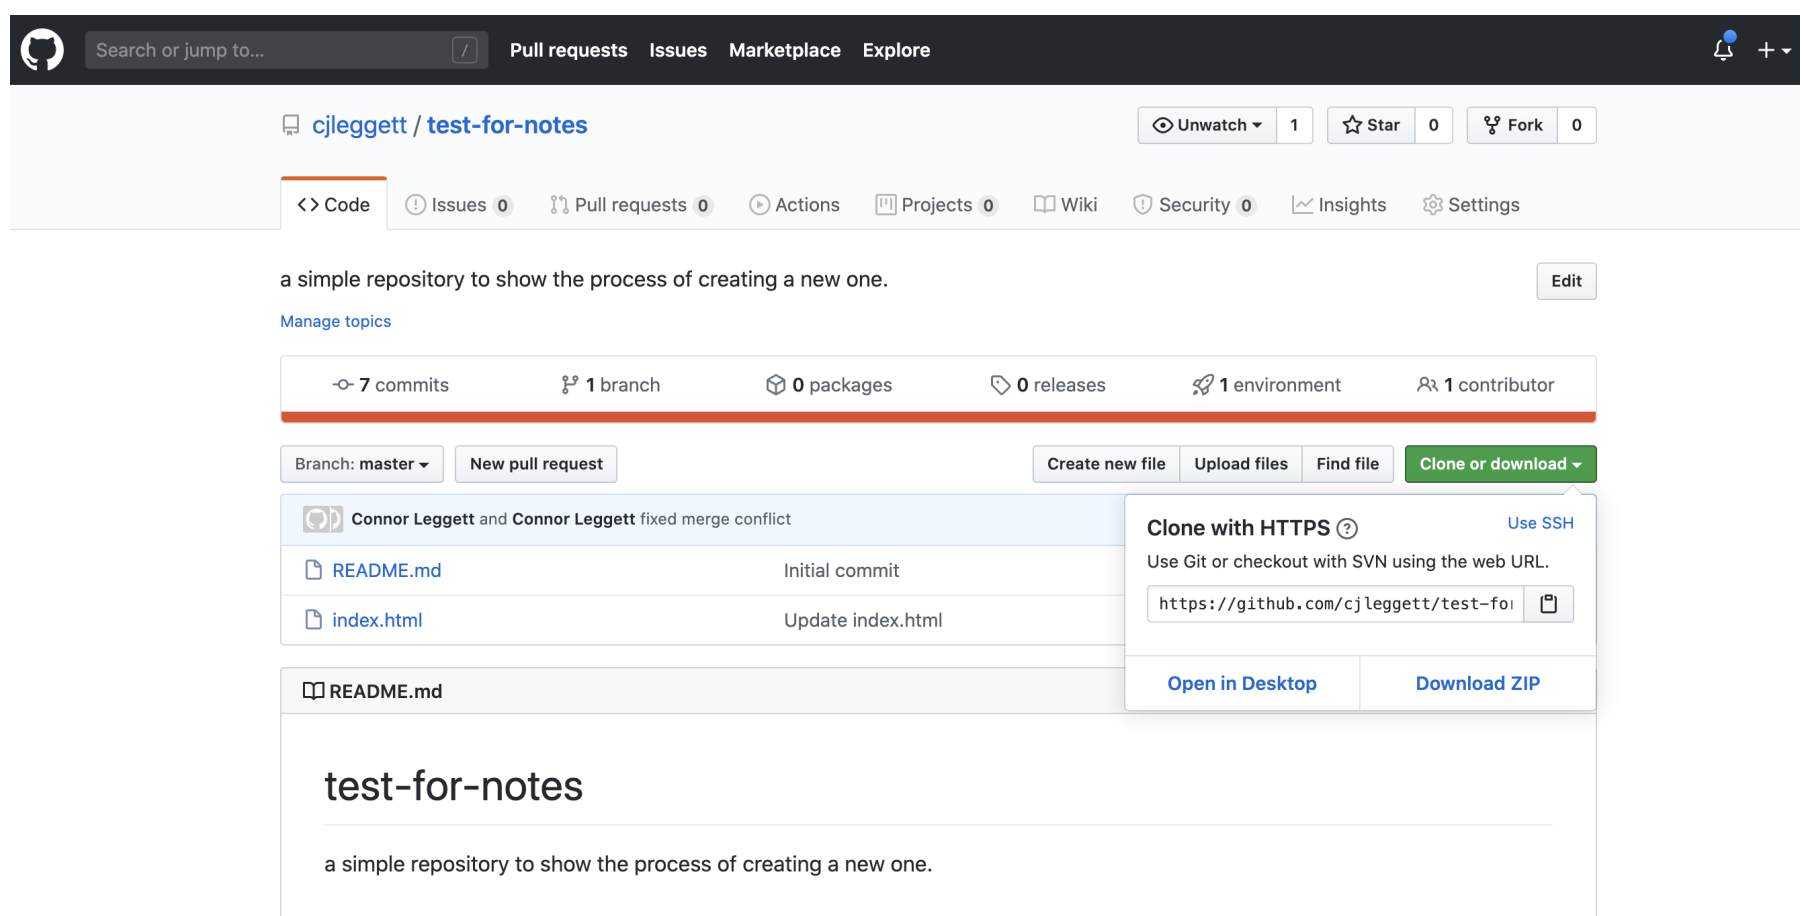 Search or jump to... /
Pull requests Issues Marketplace Explore
cjleggett / test-for-notes
Unwatch 1 Star 0 Fork 0
Code Issues 0 Pull requests 0 Actions Projects 0 Wiki Security 0 Insights Settings
a simple repository to show the process of creating a new one.
Edit
Manage topics
7 commits 1 branch 0 packages 0 releases 1 environment 1 contributor
Branch: master New pull request Create new file Upload files Find file Clone or download
Connor Leggett and Connor Leggett fixed merge conflict
README.md Initial commit
index.html Update index.html
Clone with HTTPS ? Use SSH
Use Git or checkout with SVN using the web URL.
https://github.com/cjleggett/test-for
Open in Desktop Download ZIP
README.md
test-for-notes
a simple repository to show the process of creating a new one.